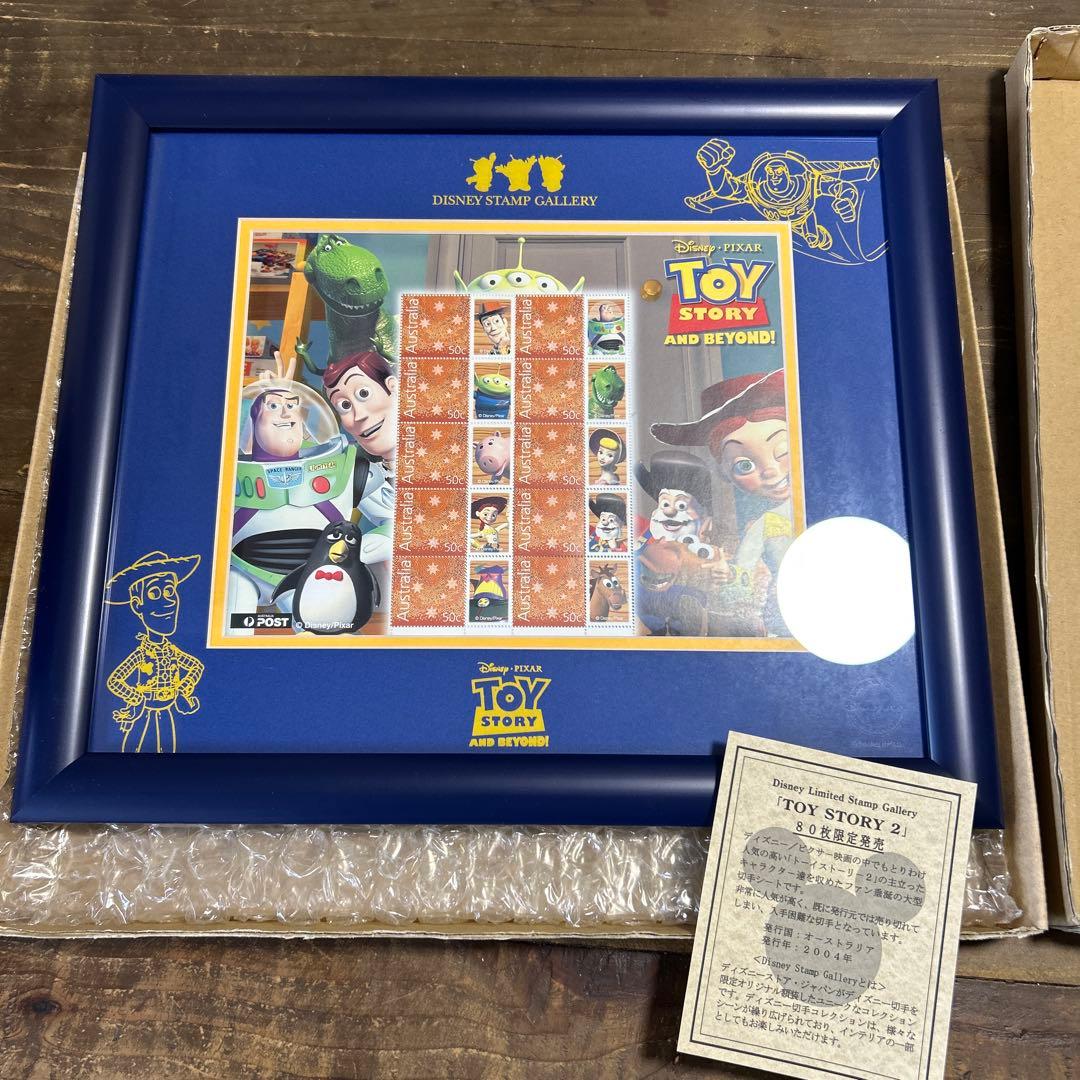 DISNEY STAMP GALLERY
Disney · PIXAR
TOY
STORY
AND BEYOND!
Australia 50c
Australia 50c
Australia 50c
© Disney/Pixar
Australia 50c
© Disney/Pixar
Australia 50c
© Disney/Pixar
Australia 50c
Australia 50c
Australia 50c
Australia 50c
© Disney/Pixar
Australia 50c
© Disney/Pixar
SPACE RANGER
LIGHTYEAR
POST
© Disney/Pixar
Disney · PIXAR
TOY
STORY
AND BEYOND!
Disney Limited Stamp Gallery
「TOY STORY 2」
80枚限定発売
ディズニー/ピクサー映画の中でもとりわけ
人気の高い「トーイストーリー2」の主立った
キャラクター達を収めたファン垂涎の大型
切手シートです。
非常に人気が高く、既に発行元では売り切れて
しまい、入手困難な切手となっています。
発行国:オーストラリア
発行年:2004年
<Disney Stamp Galleryとは>
ディズニーストア・ジャパンがディズニー切手を
限定オリジナル額装したユニークなコレクション
です。ディズニー切手コレクションは、様々な
シーンが繰り広げられており、インテリアの一部
としてもお楽しみいただけます。